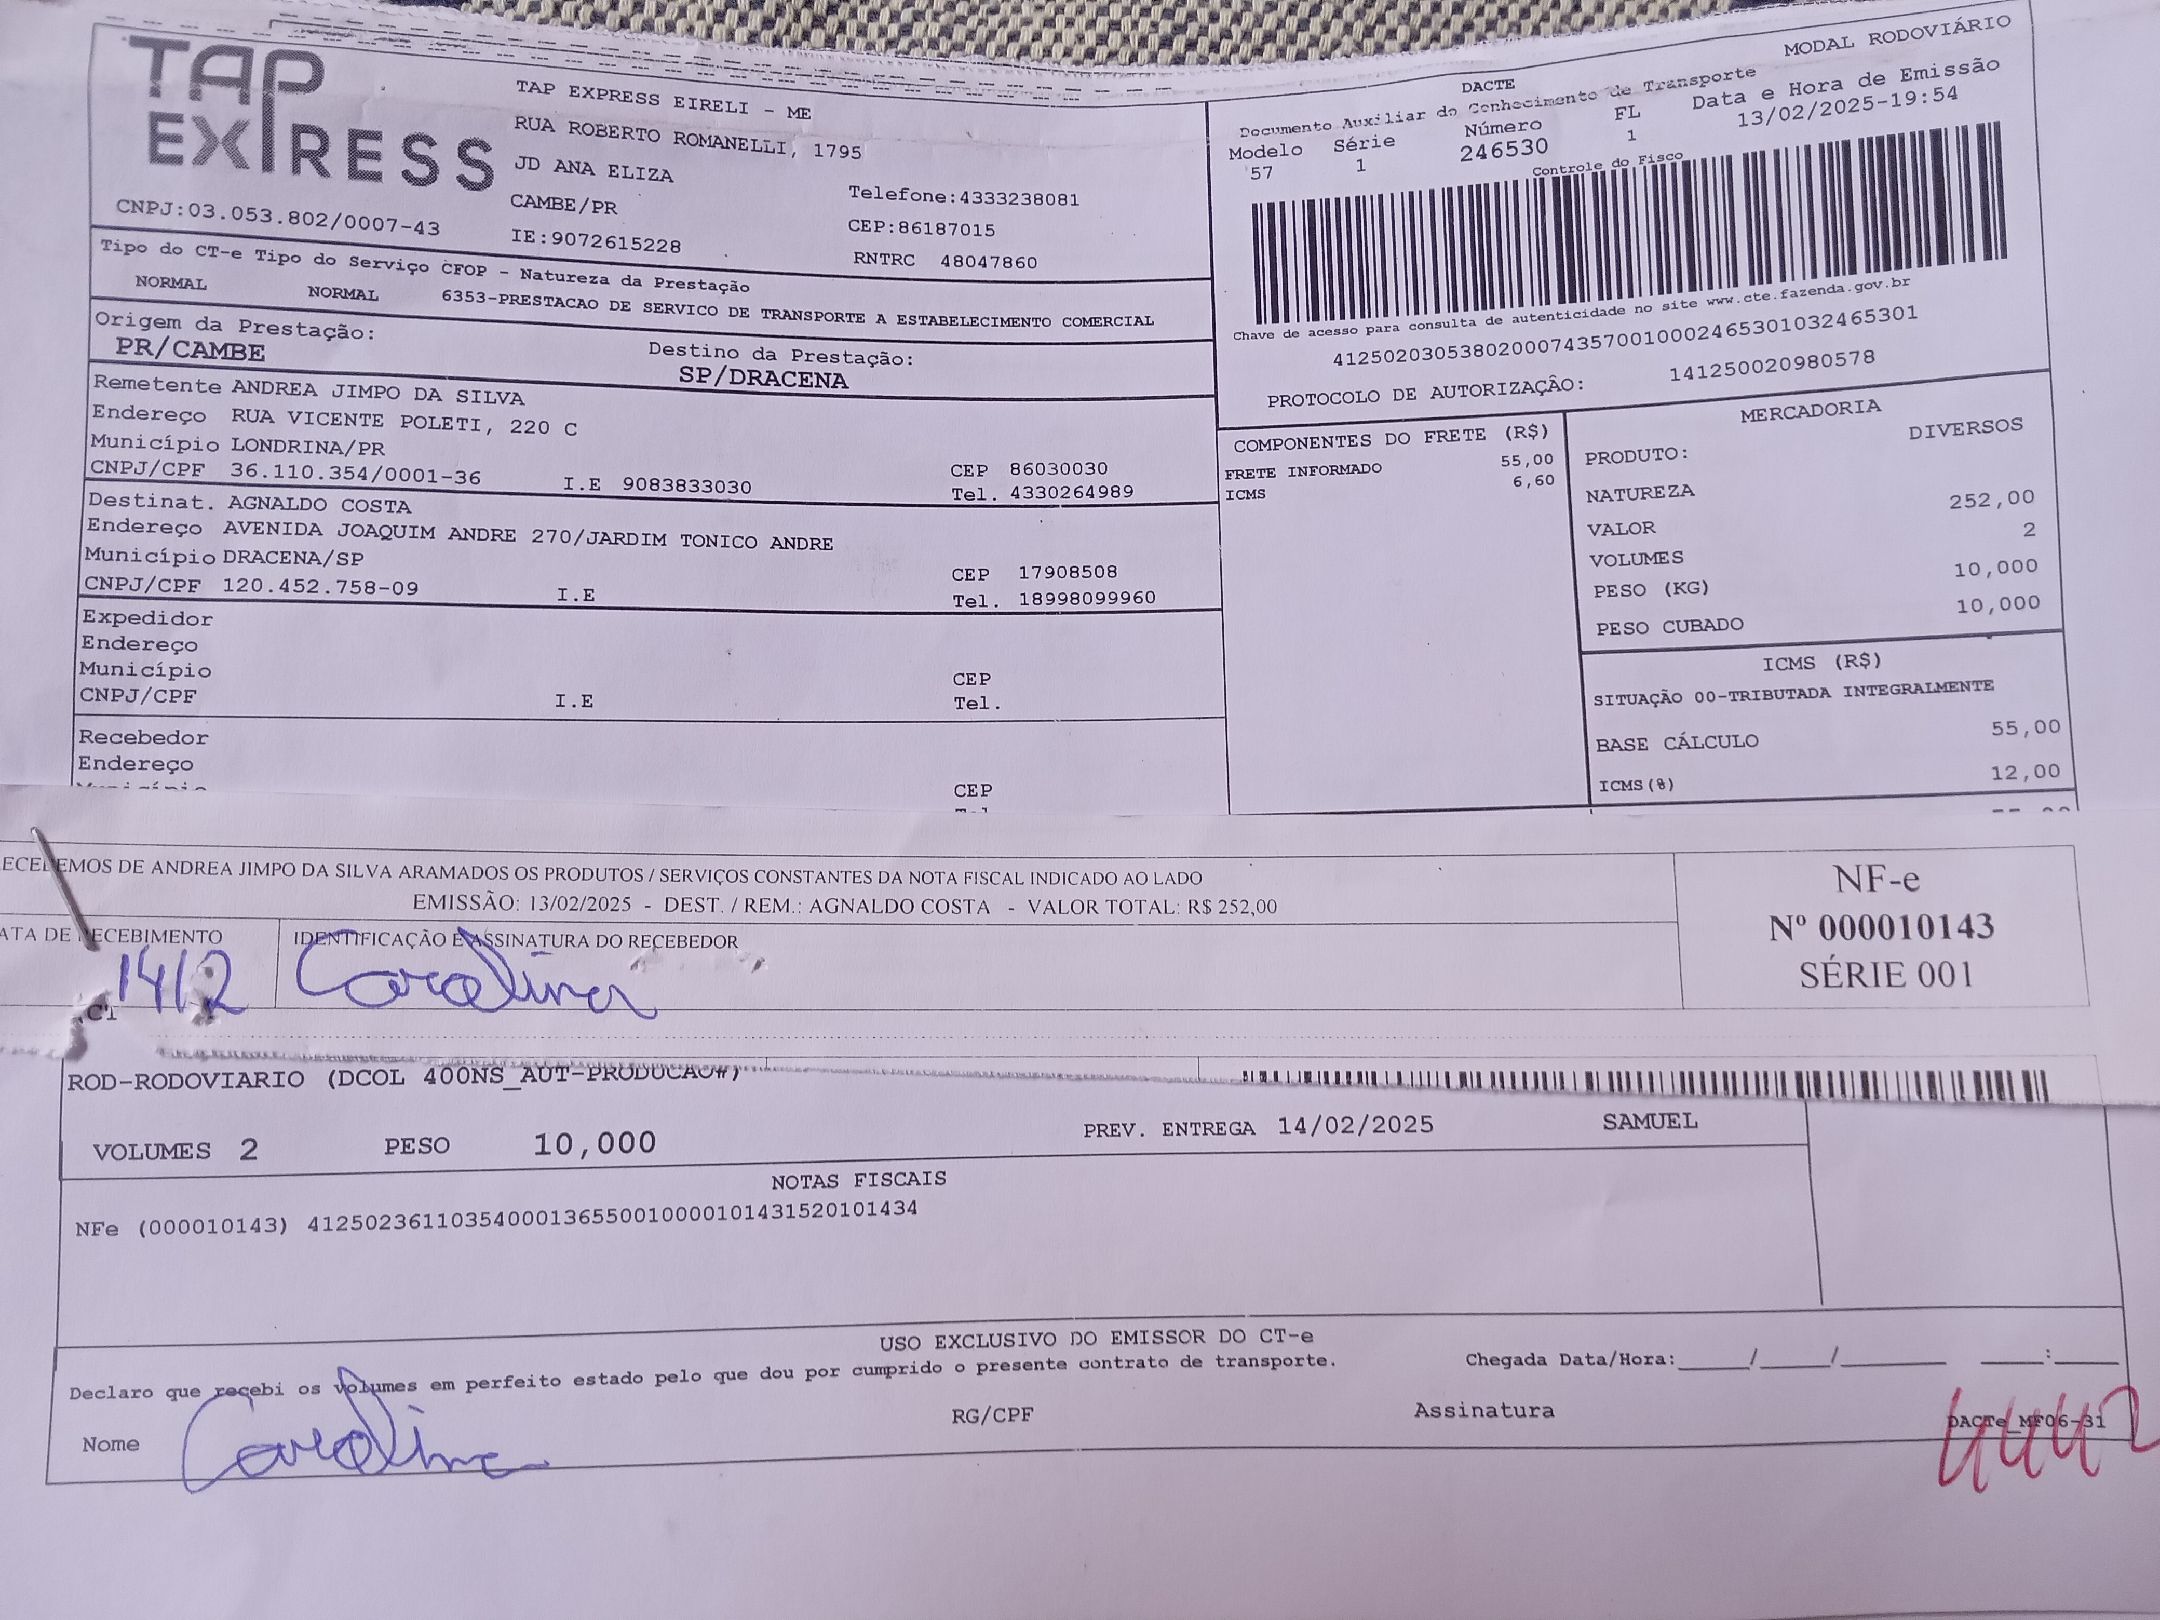 TAP
EXPRESS
TAP EXPRESS EIRELI - ME
RUA ROBERTO ROMANELLI, 1795
JD ANA ELIZA
CAMBE/PR
Telefone:4333238081
CEP:86187015
CNPJ:03.053.802/0007-43
IE:9072615228
RNTRC 48047860
Tipo do CT-e Tipo do Serviço CFOP - Natureza da Prestação
NORMAL NORMAL 6353-PRESTACAO DE SERVICO DE TRANSPORTE A ESTABELECIMENTO COMERCIAL
Origem da Prestação: Destino da Prestação:
PR/CAMBE SP/DRACENA
Remetente ANDREA JIMPO DA SILVA
Endereço RUA VICENTE POLETI, 220 C
Município LONDRINA/PR CEP 86030030
CNPJ/CPF 36.110.354/0001-36 I.E 9083833030 Tel. 4330264989
Destinat. AGNALDO COSTA
Endereço AVENIDA JOAQUIM ANDRE 270/JARDIM TONICO ANDRE
Município DRACENA/SP CEP 17908508
CNPJ/CPF 120.452.758-09 I.E Tel. 18998099960
Expedidor
Endereço
Município CEP
CNPJ/CPF I.E Tel.
Recebedor
Endereço
Município CEP
MODAL RODOVIÁRIO
DACTE
Documento Auxiliar do Conhecimento de Transporte
Modelo Série Número FL Data e Hora de Emissão
57 1 246530 1 13/02/2025-19:54
Controle do Fisco
Chave de acesso para consulta de autenticidade no site www.cte.fazenda.gov.br
41250203053802000743570010002465301032465301
PROTOCOLO DE AUTORIZAÇÃO: 141250020980578
COMPONENTES DO FRETE (R$)
FRETE INFORMADO 55,00
ICMS 6,60
MERCADORIA
PRODUTO: DIVERSOS
NATUREZA
VALOR 252,00
VOLUMES 2
PESO (KG) 10,000
PESO CUBADO 10,000
ICMS (R$)
SITUAÇÃO 00-TRIBUTADA INTEGRALMENTE
BASE CÁLCULO 55,00
ICMS(%) 12,00
ECEBEMOS DE ANDREA JIMPO DA SILVA ARAMADOS OS PRODUTOS / SERVIÇOS CONSTANTES DA NOTA FISCAL INDICADO AO LADO
EMISSÃO: 13/02/2025 - DEST. / REM.: AGNALDO COSTA - VALOR TOTAL: R$ 252,00
ATA DE RECEBIMENTO IDENTIFICAÇÃO E ASSINATURA DO RECEBEDOR
14/2 Carolina
NF-e
Nº 000010143
SÉRIE 001
ROD-RODOVIARIO (DCOL 400NS_AUT-PRODUCAO#)
VOLUMES 2 PESO 10,000 PREV. ENTREGA 14/02/2025 SAMUEL
NOTAS FISCAIS
NFe (000010143) 41250236110354000136550010000101431520101434
USO EXCLUSIVO DO EMISSOR DO CT-e
Declaro que recebi os volumes em perfeito estado pelo que dou por cumprido o presente contrato de transporte. Chegada Data/Hora:_____/_____/_______ ____:____
Nome Carolina RG/CPF Assinatura DACTe_MF06-31